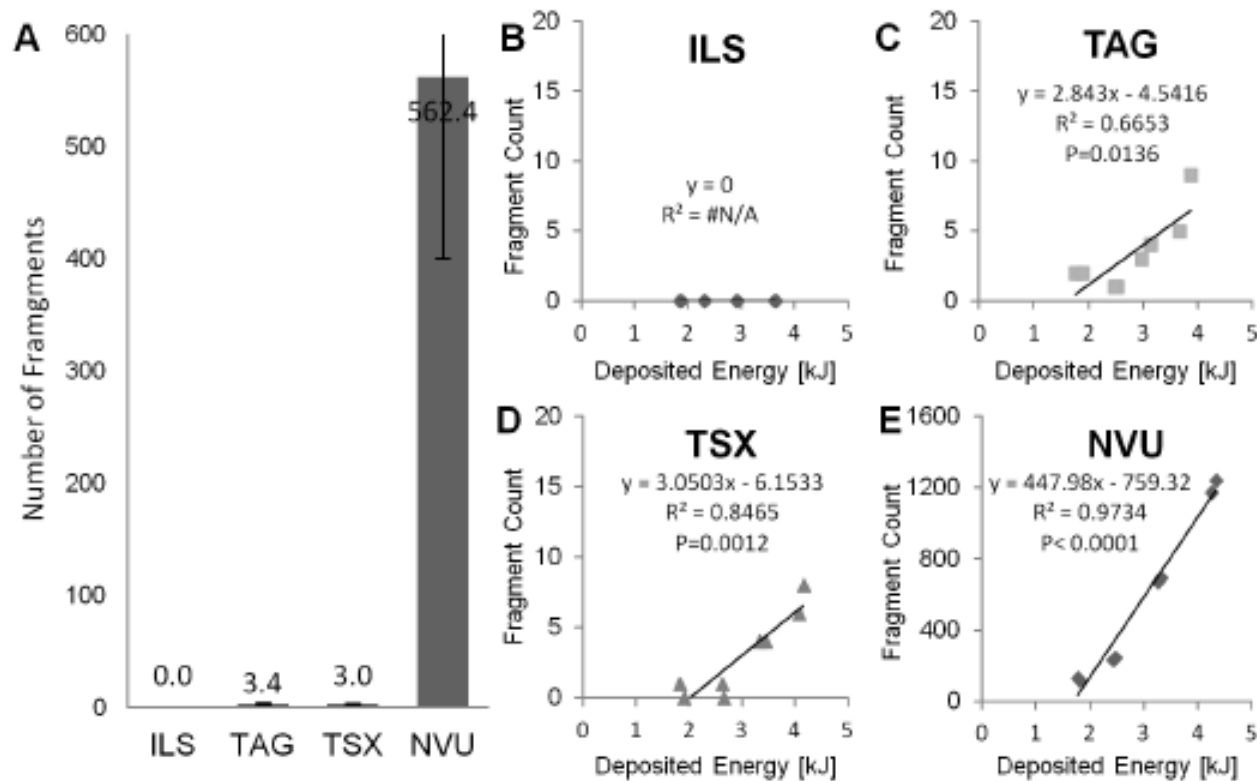 A
600
500
400
300
200
100
0
Number of Framgments
562.4
0.0
3.4
3.0
ILS TAG TSX NVU
B
ILS
20
15
10
5
0
Fragment Count
y = 0
R² = #N/A
0 1 2 3 4 5
Deposited Energy [kJ]
C
TAG
20
15
10
5
0
Fragment Count
y = 2.843x - 4.5416
R² = 0.6653
P=0.0136
0 1 2 3 4 5
Deposited Energy [kJ]
D
TSX
20
15
10
5
0
Fragment Count
y = 3.0503x - 6.1533
R² = 0.8465
P=0.0012
0 1 2 3 4 5
Deposited Energy [kJ]
E
NVU
1600
1200
800
400
0
Fragment Count
y = 447.98x - 759.32
R² = 0.9734
P< 0.0001
0 1 2 3 4 5
Deposited Energy [kJ]